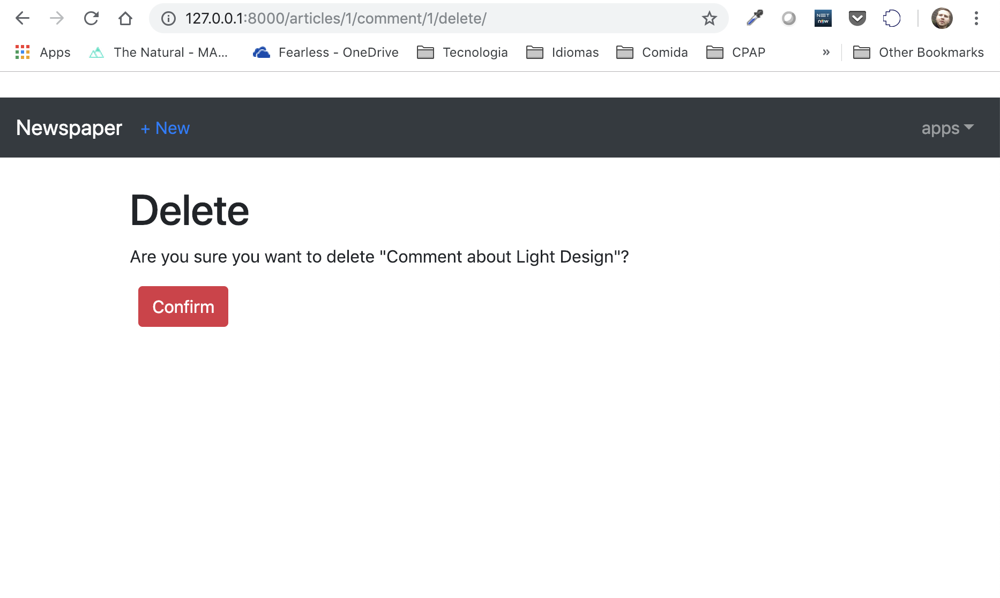 127.0.0.1:8000/articles/1/comment/1/delete/
NET
now
Apps
The Natural - MA...
Fearless - OneDrive
Tecnologia
Idiomas
Comida
CPAP
»
Other Bookmarks
Newspaper
+ New
apps
Delete
Are you sure you want to delete "Comment about Light Design"?
Confirm